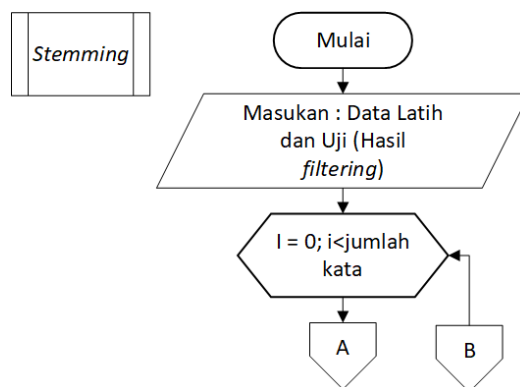 Stemming
Mulai
Masukan : Data Latih
dan Uji (Hasil
filtering)
I = 0; i<jumlah
kata
A
B